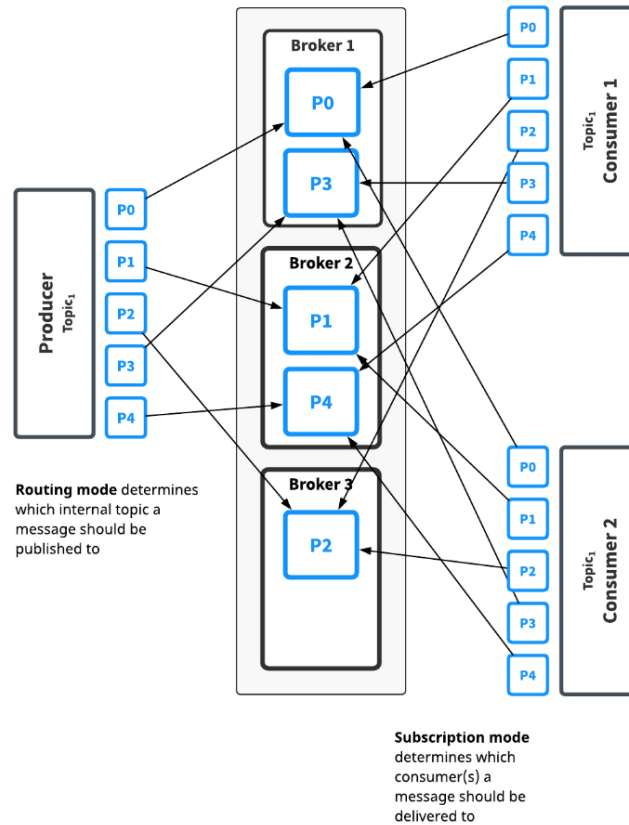 Producer
Topic1
P0
P1
P2
P3
P4
Routing mode determines
which internal topic a
message should be
published to
Broker 1
P0
P3
Broker 2
P1
P4
Broker 3
P2
P0
P1
P2
P3
P4
Topic1
Consumer 1
P0
P1
P2
P3
P4
Topic1
Consumer 2
Subscription mode
determines which
consumer(s) a
message should be
delivered to